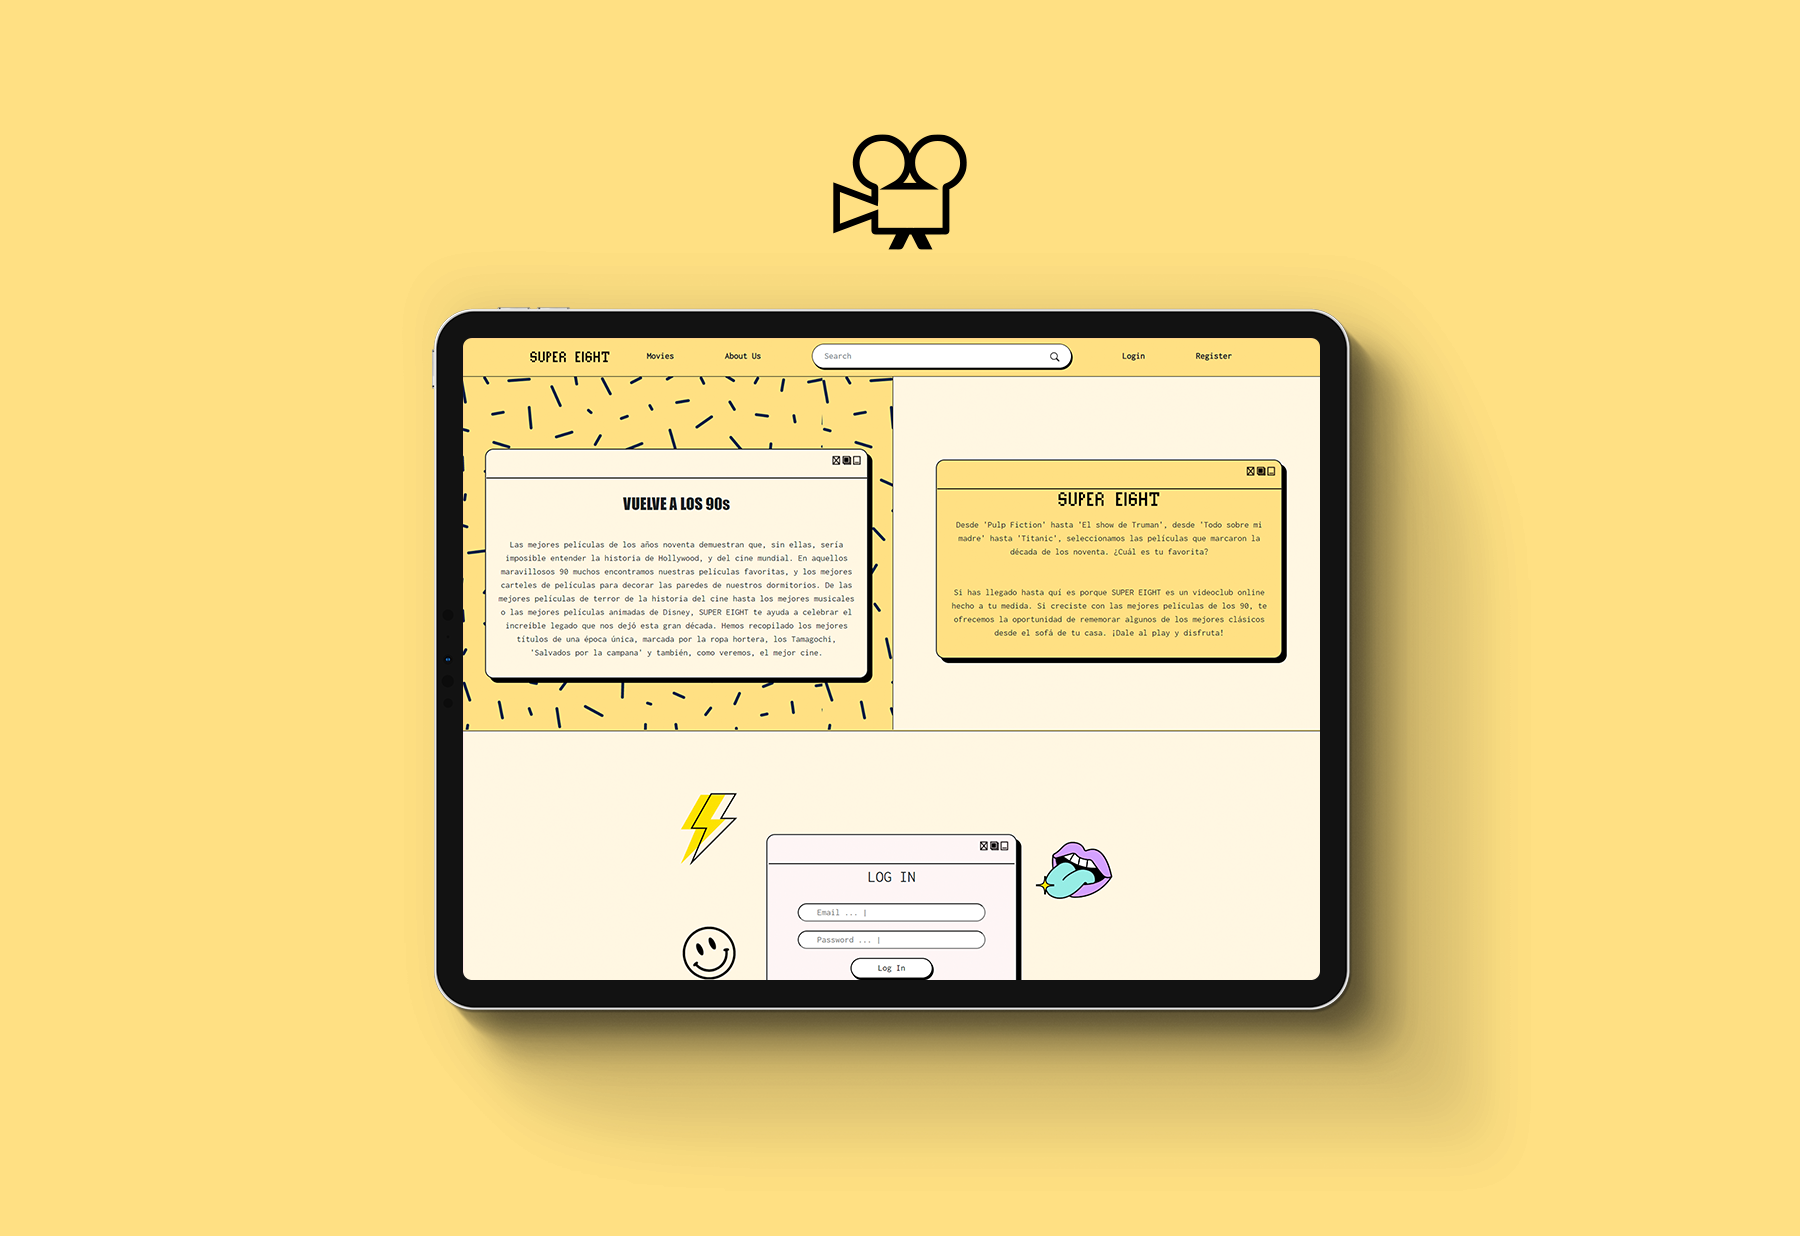 SUPER EIGHT
Movies
About Us
Search
Login
Register
VUELVE A LOS 90s
Las mejores películas de los años noventa demuestran que, sin ellas, sería
imposible entender la historia de Hollywood, y del cine mundial. En aquellos
maravillosos 90 muchos encontramos nuestras películas favoritas, y los mejores
carteles de películas para decorar las paredes de nuestros dormitorios. De las
mejores películas de terror de la historia del cine hasta los mejores musicales
o las mejores películas animadas de Disney, SUPER EIGHT te ayuda a celebrar el
increíble legado que nos dejó esta gran década. Hemos recopilado los mejores
títulos de una época única, marcada por la ropa hortera, los Tamagochi,
'Salvados por la campana' y también, como veremos, el mejor cine.
SUPER EIGHT
Desde 'Pulp Fiction' hasta 'El show de Truman', desde 'Todo sobre mi
madre' hasta 'Titanic', seleccionamos las películas que marcaron la
década de los noventa. ¿Cuál es tu favorita?
Si has llegado hasta quí es porque SUPER EIGHT es un videoclub online
hecho a tu medida. Si creciste con las mejores películas de los 90, te
ofrecemos la oportunidad de rememorar algunos de los mejores clásicos
desde el sofá de tu casa. ¡Dale al play y disfruta!
LOG IN
Email ... |
Password ... |
Log In